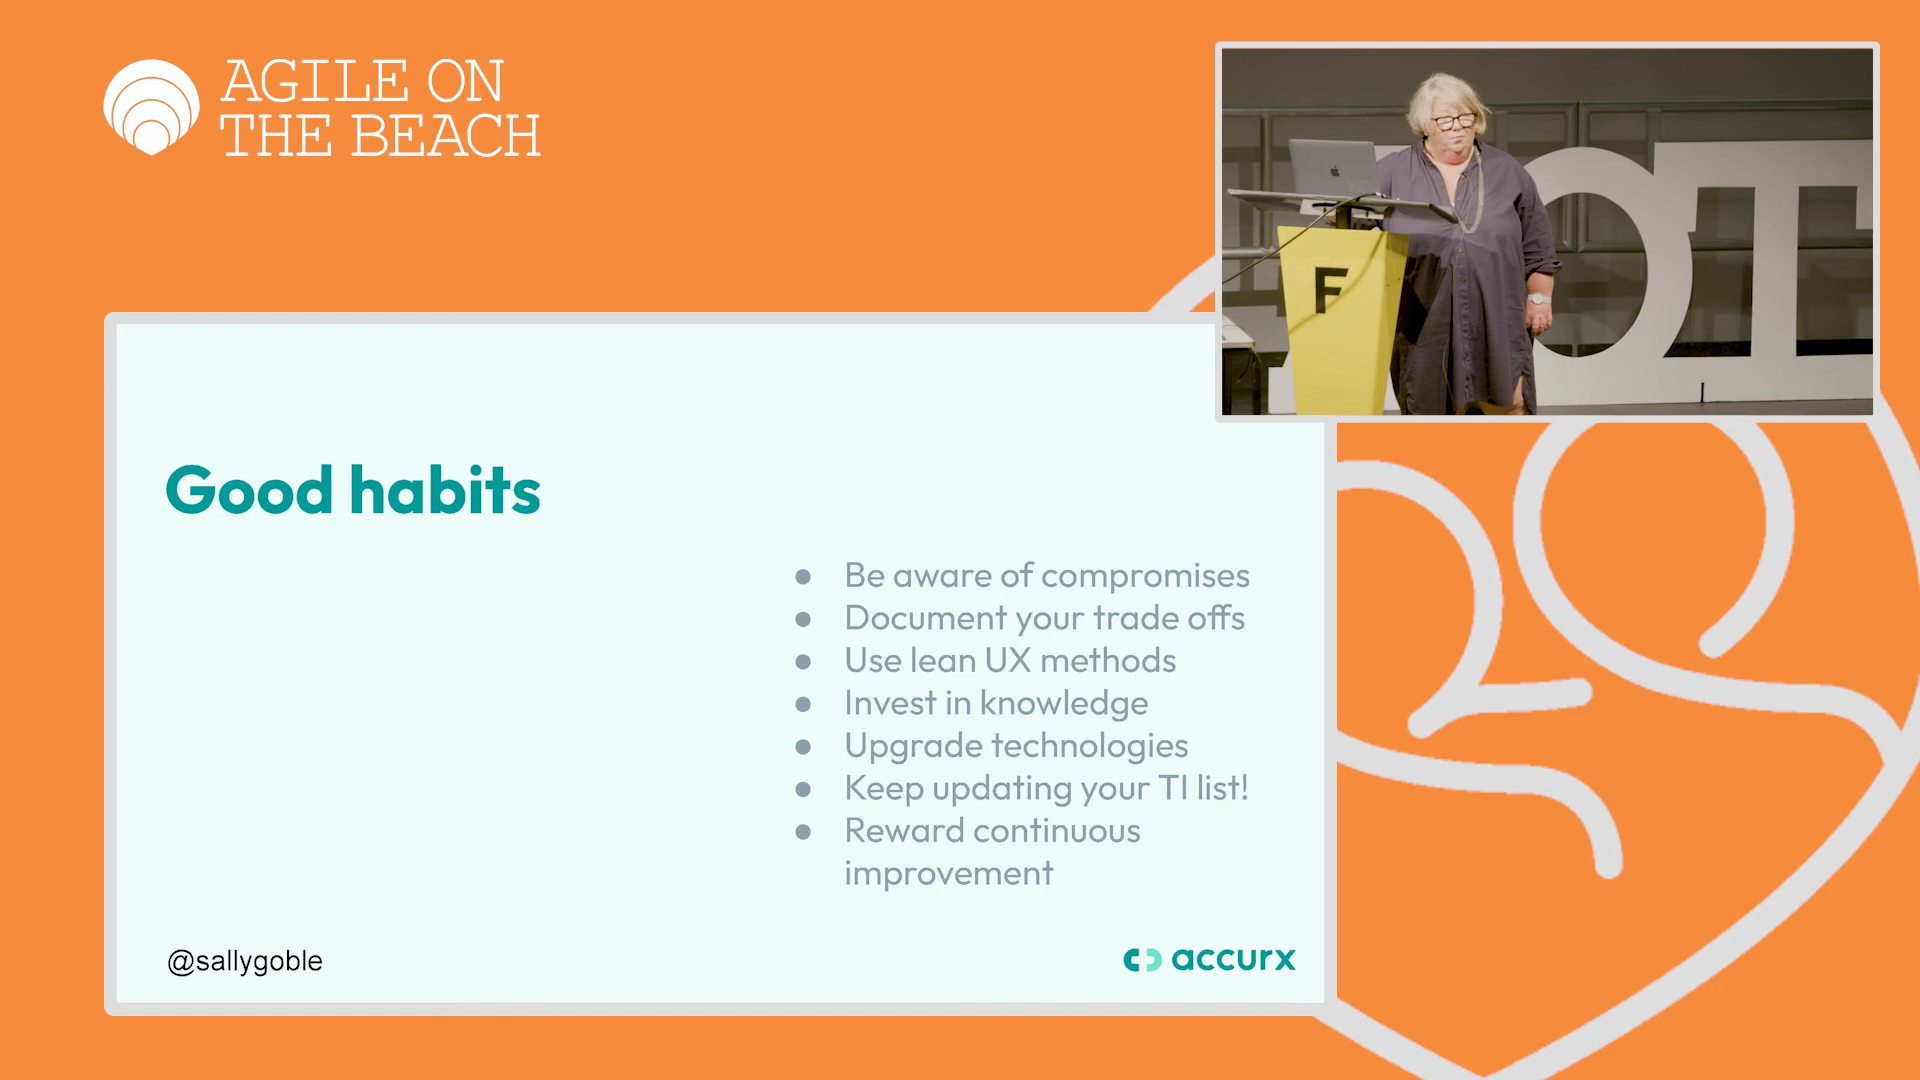 AGILE ON
THE BEACH
F
OT
Good habits
Be aware of compromises
Document your trade offs
Use lean UX methods
Invest in knowledge
Upgrade technologies
Keep updating your TI list!
Reward continuous
improvement
@sallygoble
accurx